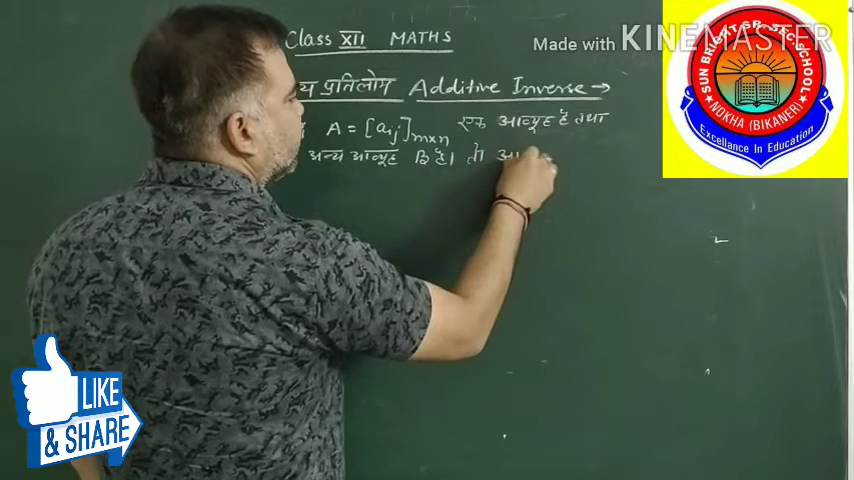 Class XII MATHS
प्रतिलोम Additive Inverse →
A = [aij]m×n एक आव्यूह है तथा
अन्य आव्यूह B है। तो आ
Made with KINEMASTER
SUN BRIGHT SR. SEC. SCHOOL
★ NOKHA (BIKANER) ★
Excellence In Education
LIKE
& SHARE